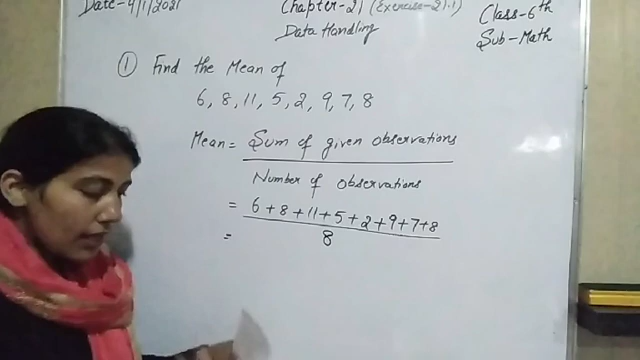 Date-4/1/2021 Chapter-21 (Exercise-21.1) Class-6th
Data Handling Sub-Math
① Find the Mean of
6, 8, 11, 5, 2, 9, 7, 8
Mean = Sum of given observations
Number of observations
= 6 + 8 + 11 + 5 + 2 + 9 + 7 + 8
8
=